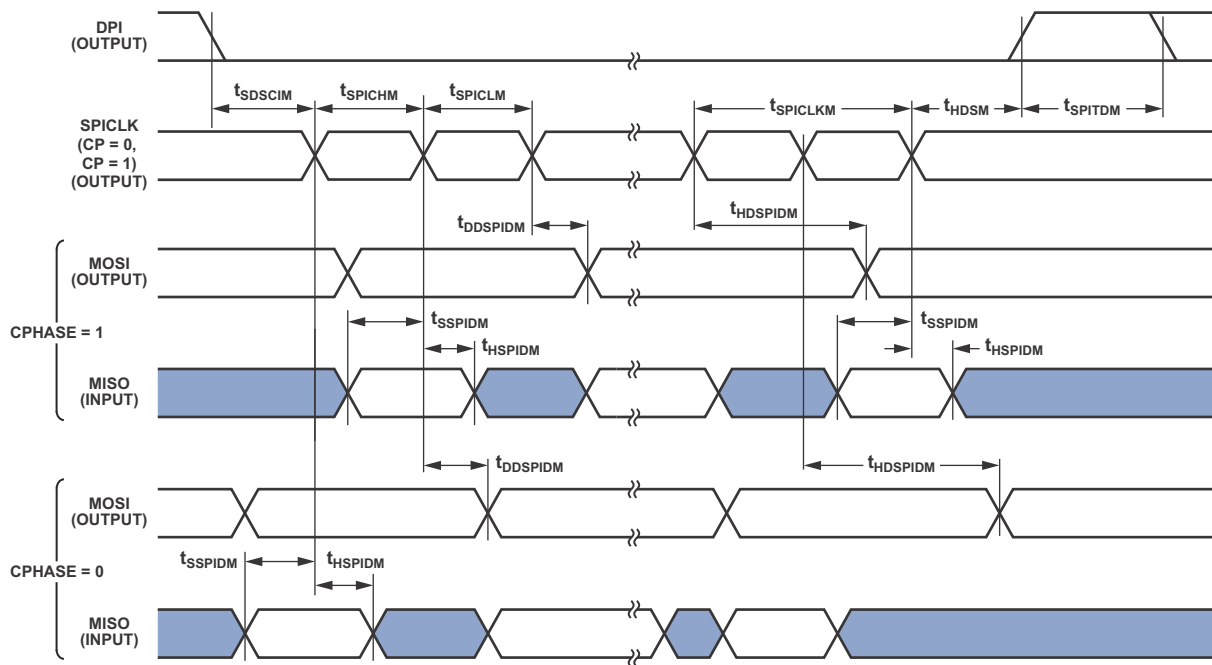 DPI
(OUTPUT)
tSDSCIM
tSPICHM
tSPICLM
tSPICLKM
tHDSM
tSPITDM
SPICLK
(CP = 0,
CP = 1)
(OUTPUT)
tDDSPIDM
tHDSPIDM
CPHASE = 1
MOSI
(OUTPUT)
tSSPIDM
tSSPIDM
tHSPIDM
tHSPIDM
MISO
(INPUT)
tDDSPIDM
tHDSPIDM
CPHASE = 0
MOSI
(OUTPUT)
tSSPIDM
tHSPIDM
MISO
(INPUT)